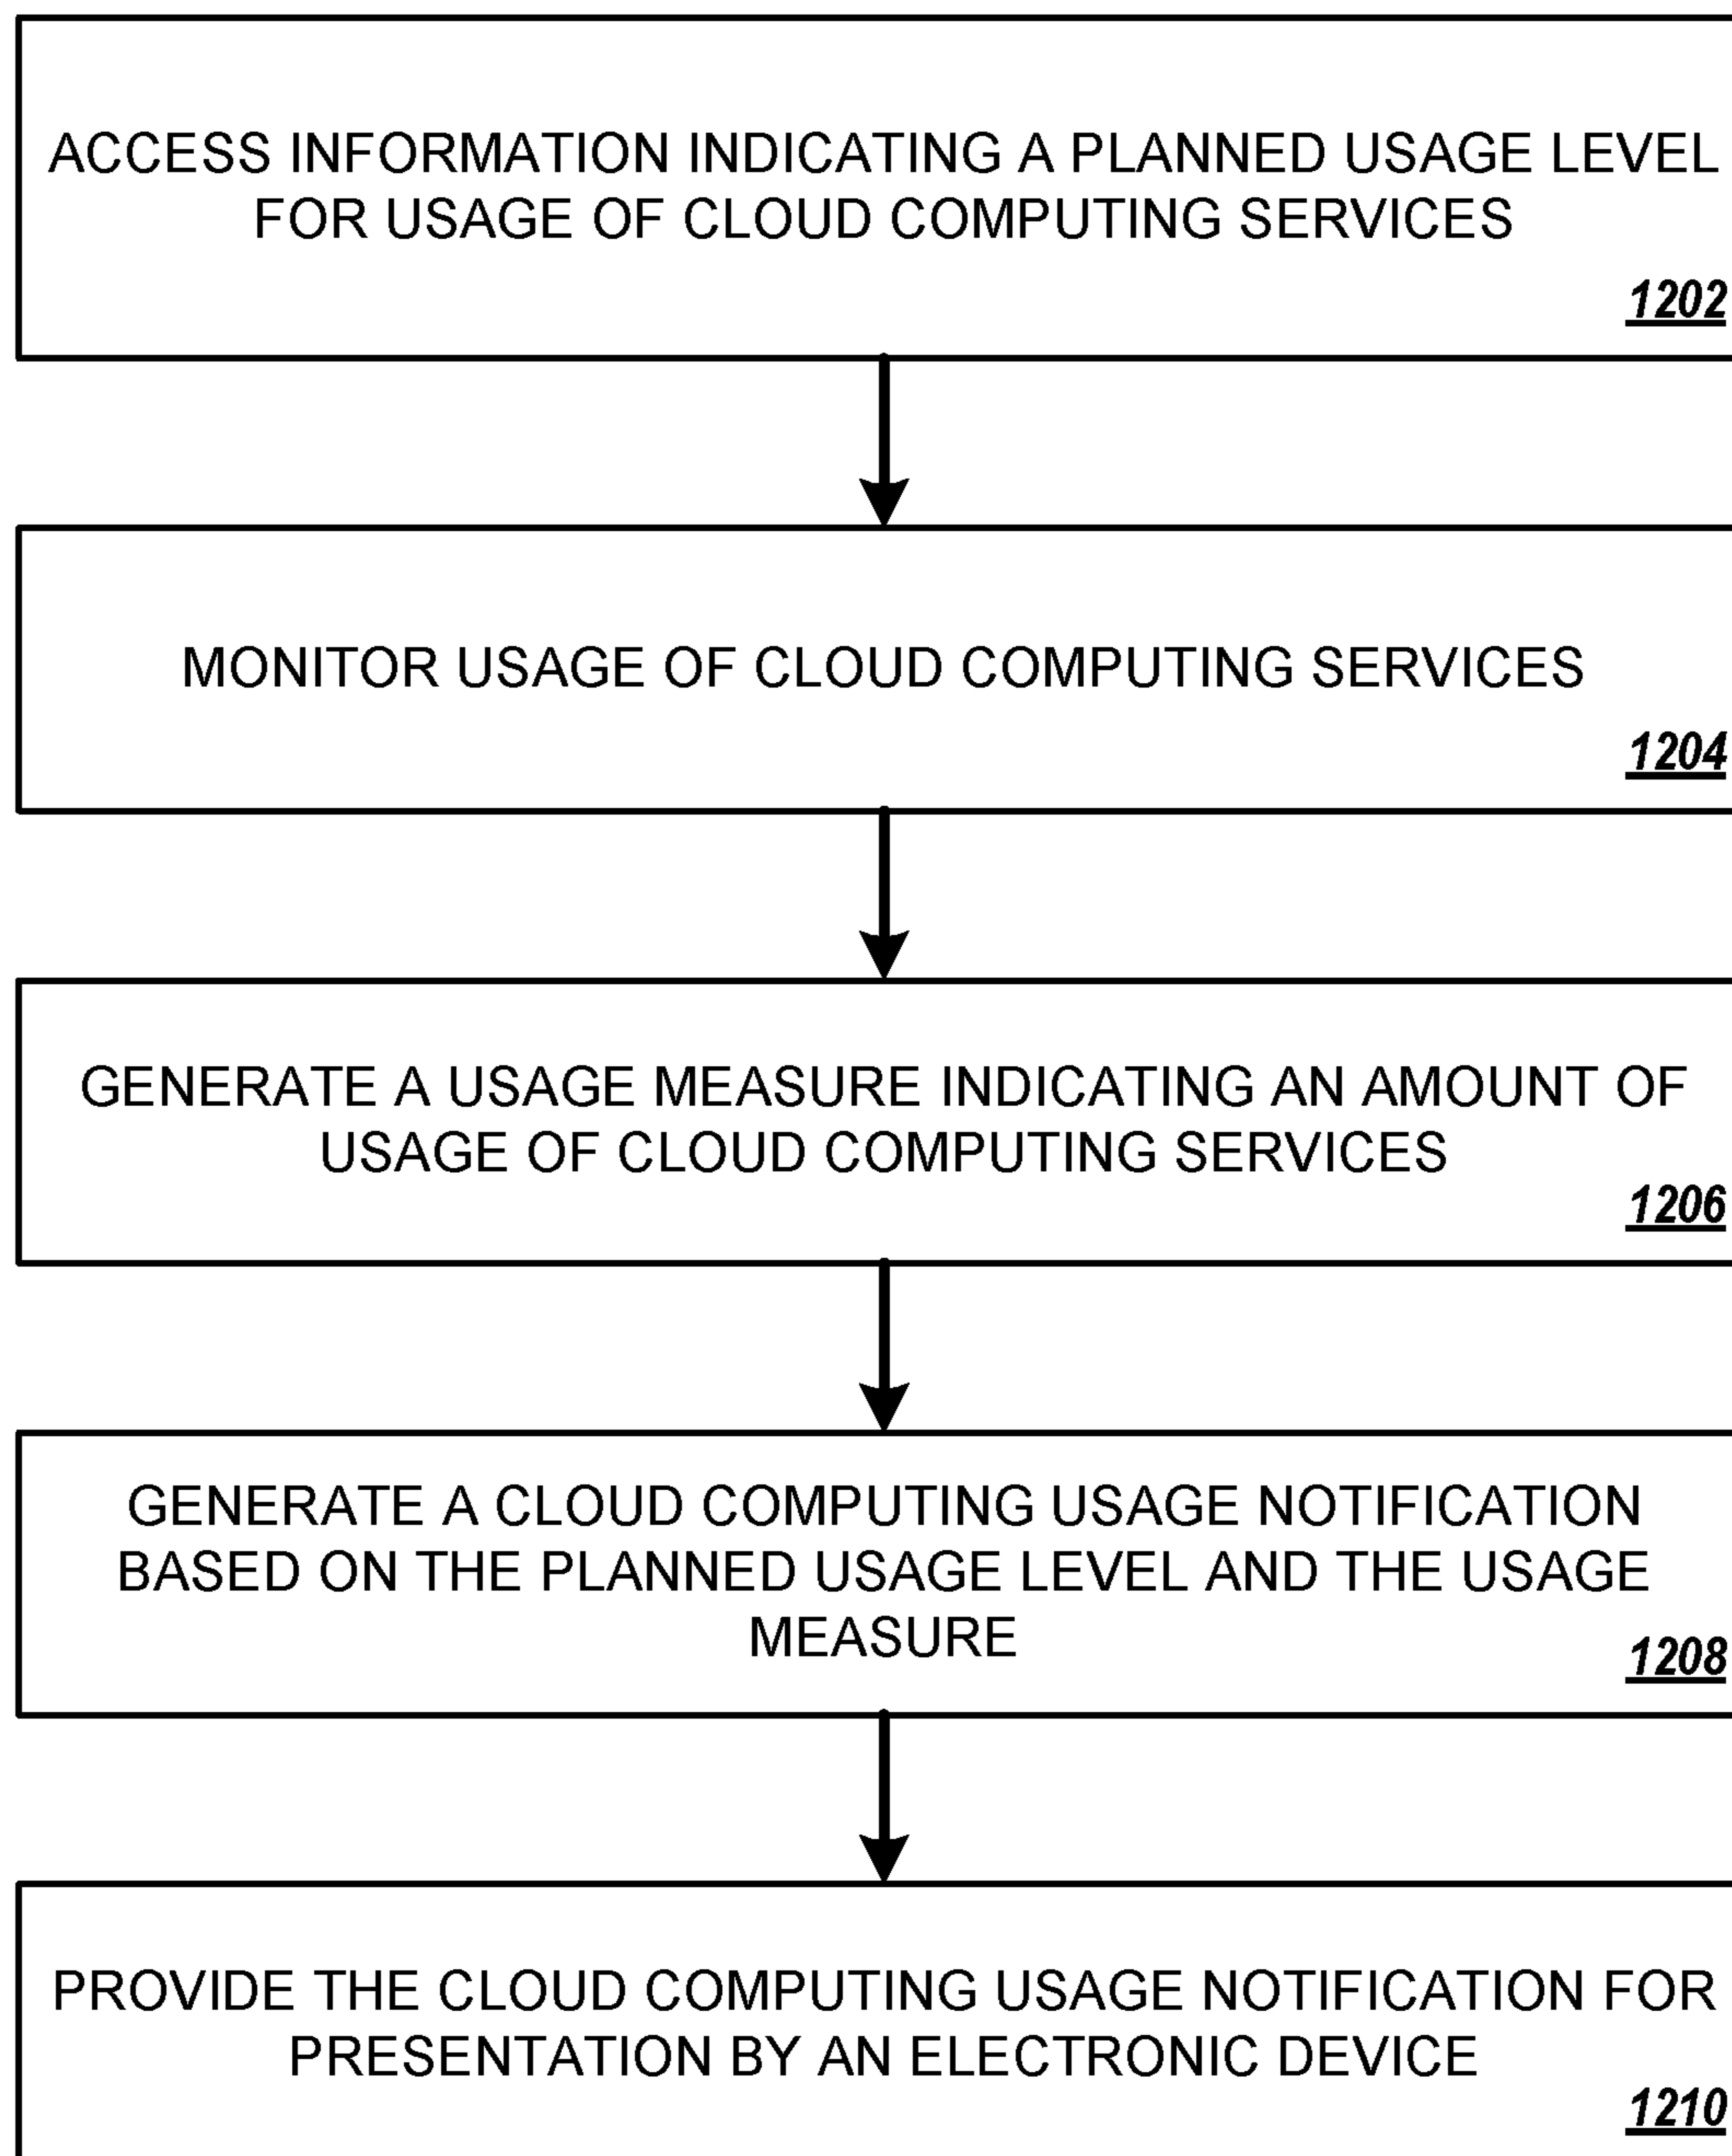 ACCESS INFORMATION INDICATING A PLANNED USAGE LEVEL
FOR USAGE OF CLOUD COMPUTING SERVICES
1202
MONITOR USAGE OF CLOUD COMPUTING SERVICES
1204
GENERATE A USAGE MEASURE INDICATING AN AMOUNT OF
USAGE OF CLOUD COMPUTING SERVICES
1206
GENERATE A CLOUD COMPUTING USAGE NOTIFICATION
BASED ON THE PLANNED USAGE LEVEL AND THE USAGE
MEASURE
1208
PROVIDE THE CLOUD COMPUTING USAGE NOTIFICATION FOR
PRESENTATION BY AN ELECTRONIC DEVICE
1210